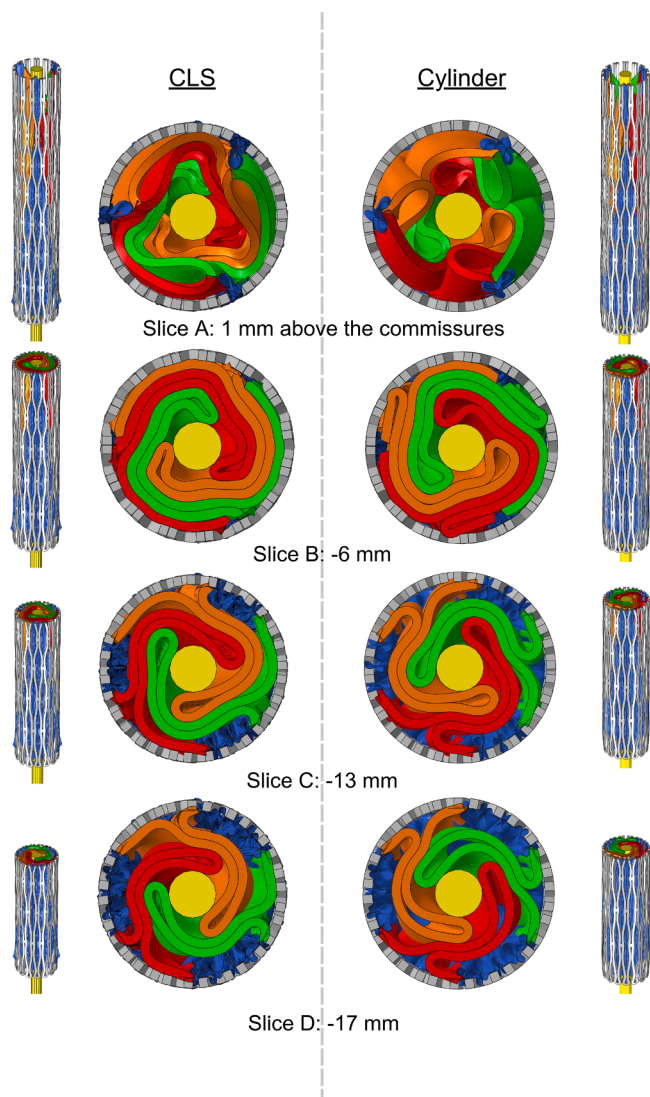 CLS
Cylinder
Slice A: 1 mm above the commissures
Slice B: -6 mm
Slice C: -13 mm
Slice D: -17 mm